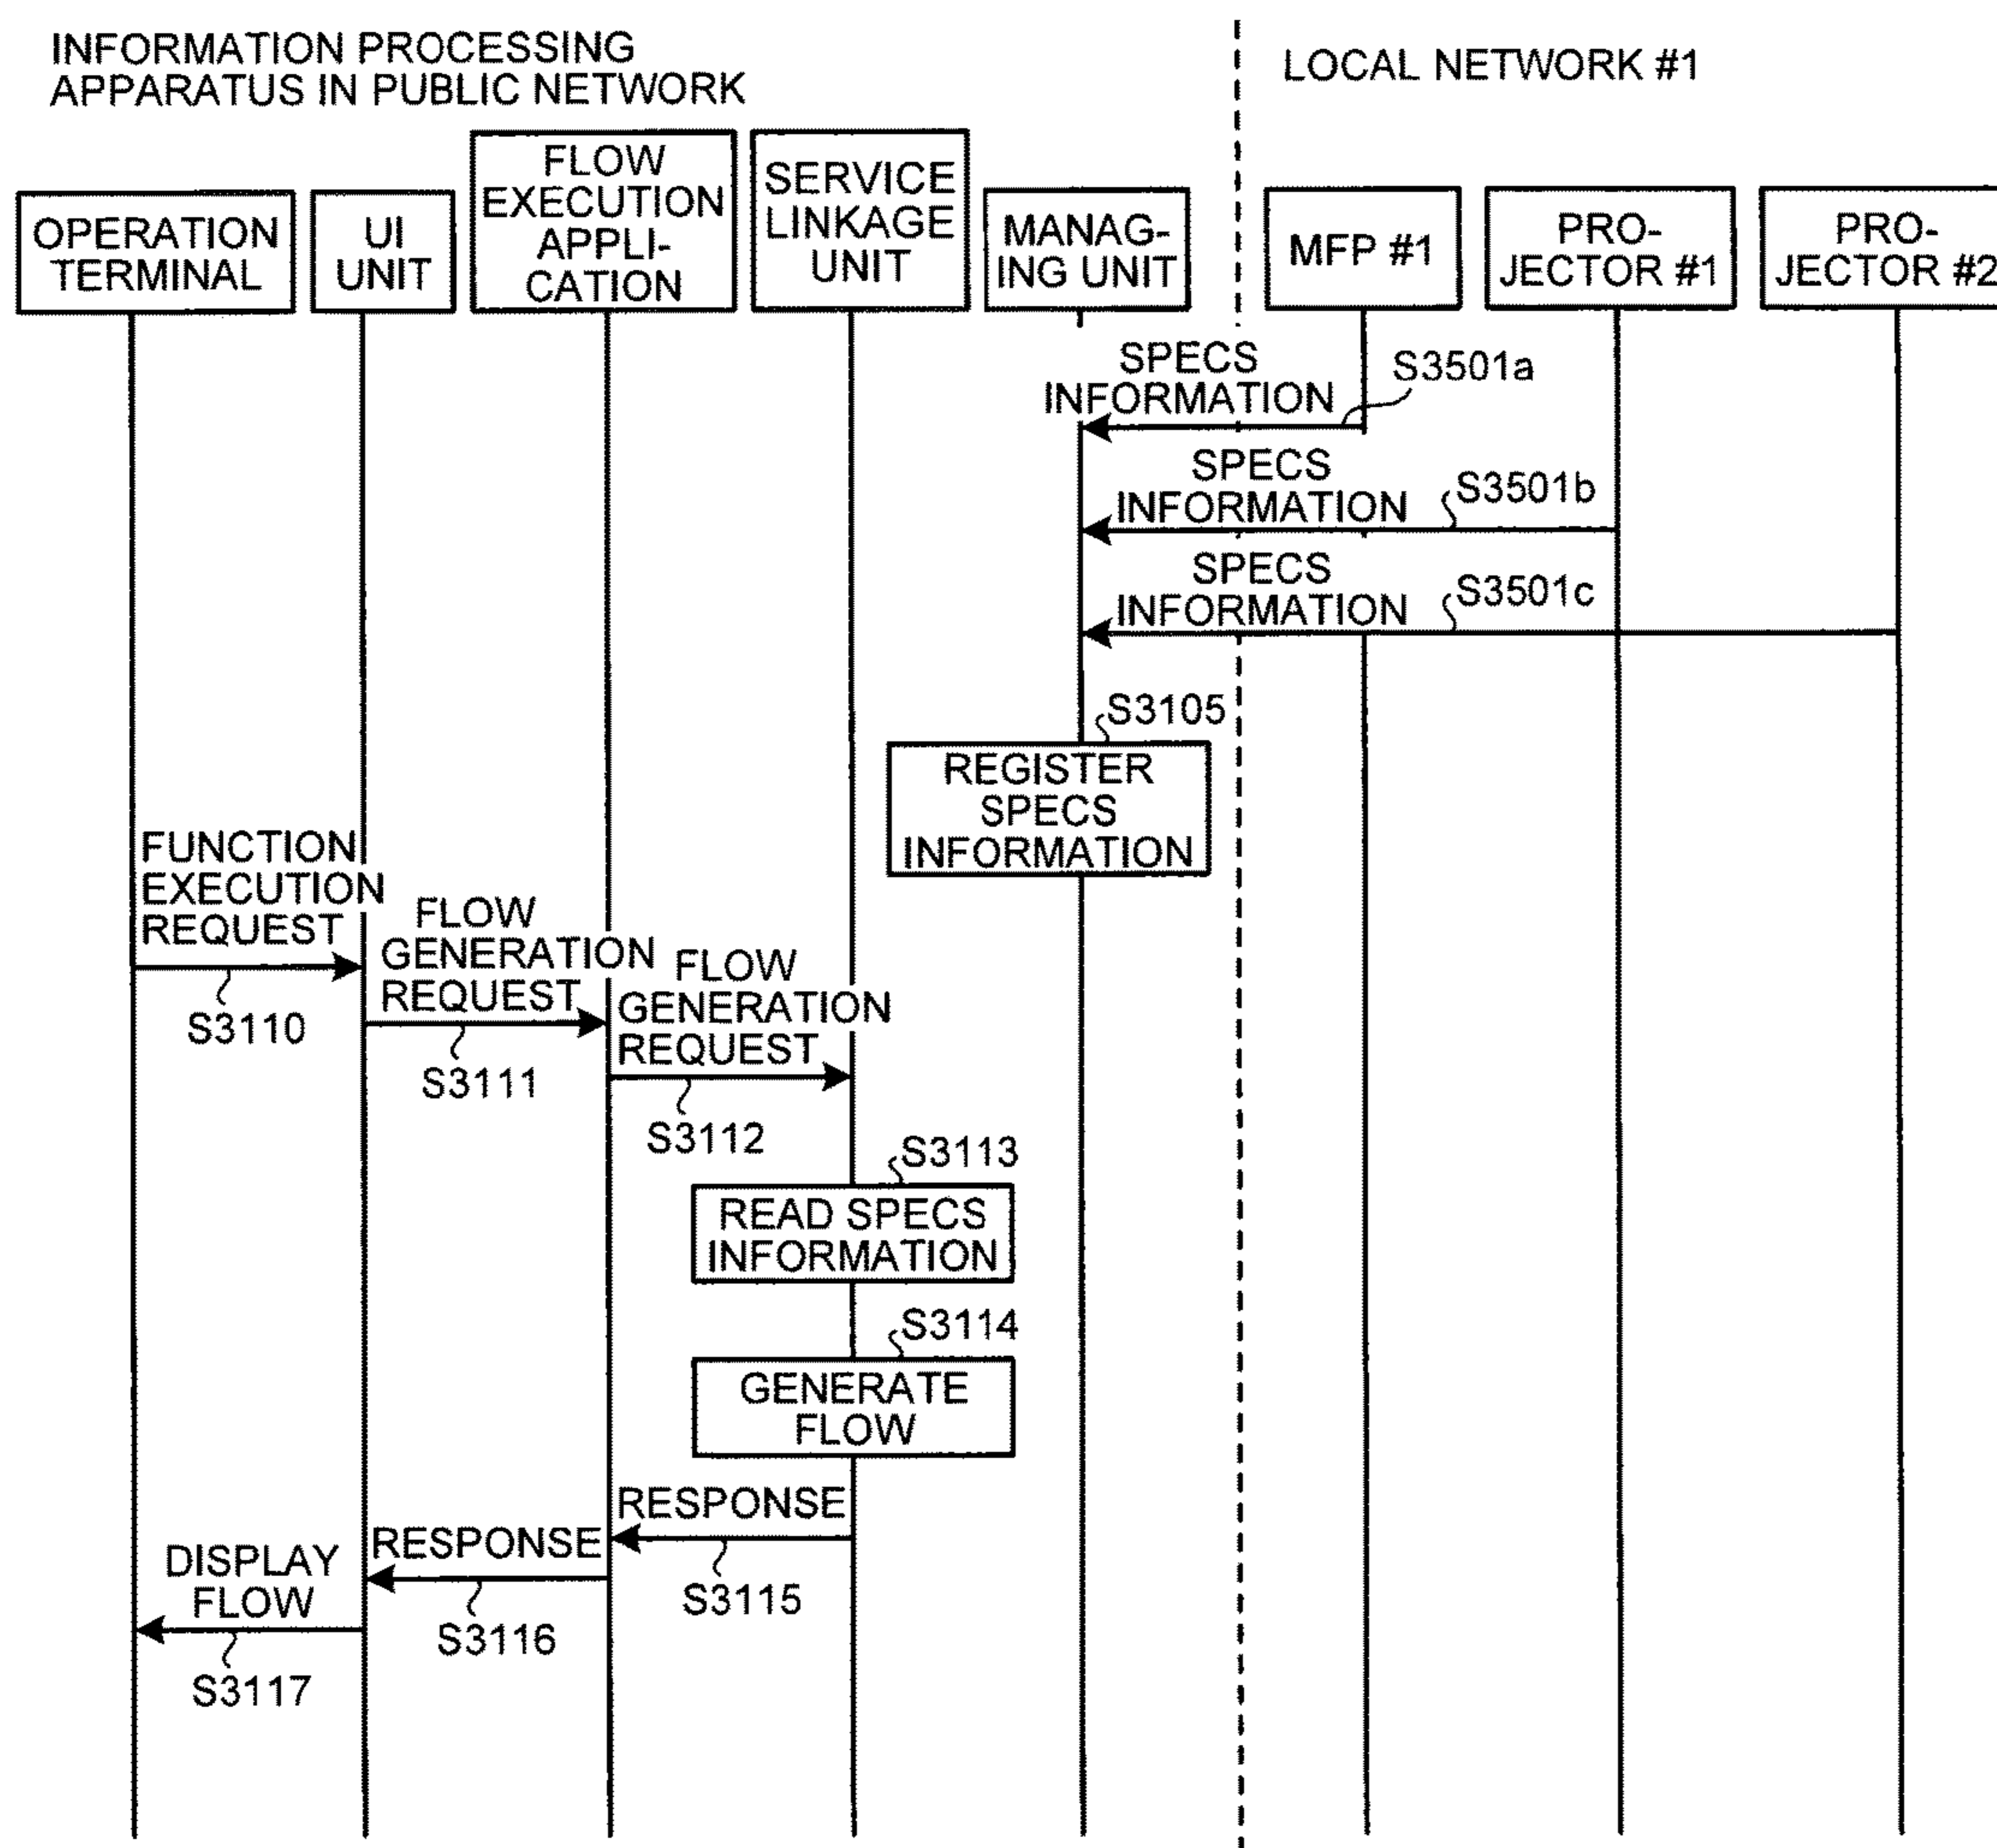 INFORMATION PROCESSING
APPARATUS IN PUBLIC NETWORK
LOCAL NETWORK #1
OPERATION
TERMINAL
UI
UNIT
FLOW
EXECUTION
APPLI-
CATION
SERVICE
LINKAGE
UNIT
MANAG-
ING UNIT
MFP #1
PRO-
JECTOR #1
PRO-
JECTOR #2
SPECS
INFORMATION
S3501a
SPECS
INFORMATION
S3501b
SPECS
INFORMATION
S3501c
S3105
REGISTER
SPECS
INFORMATION
FUNCTION
EXECUTION
REQUEST
S3110
FLOW
GENERATION
REQUEST
S3111
FLOW
GENERATION
REQUEST
S3112
S3113
READ SPECS
INFORMATION
S3114
GENERATE
FLOW
RESPONSE
S3115
RESPONSE
S3116
DISPLAY
FLOW
S3117